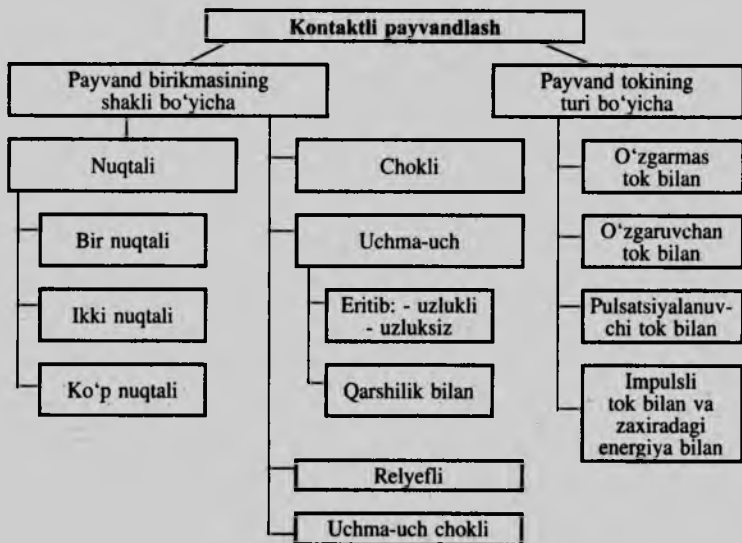 Kontaktli payvandlash
Payvand birikmasining
shakli bo‘yicha
Payvand tokining
turi bo‘yicha
Nuqtali
Bir nuqtali
Ikki nuqtali
Ko‘p nuqtali
Chokli
Uchma-uch
Eritib: - uzlukli
- uzluksiz
Qarshilik bilan
Relyefli
Uchma-uch chokli
O‘zgarmas
tok bilan
O‘zgaruvchan
tok bilan
Pulsatsiyalanuv-
chi tok bilan
Impulsli
tok bilan va
zaxiradagi
energiya bilan